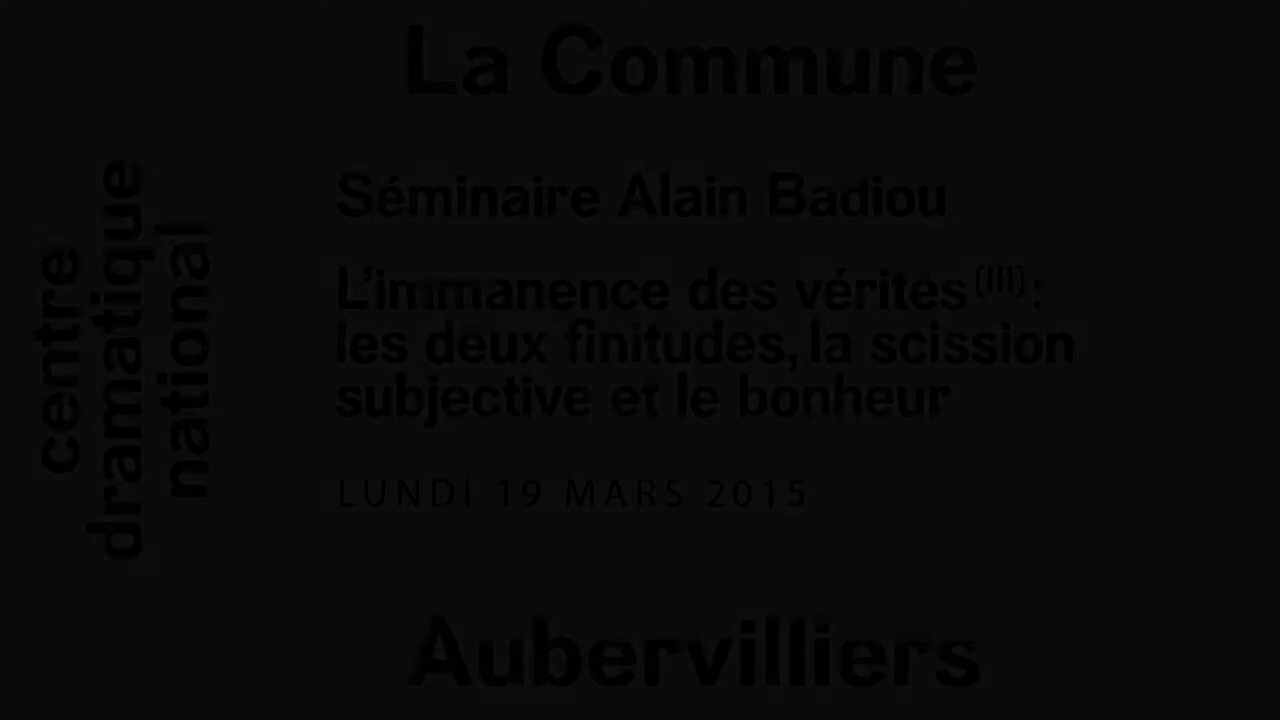 La Commune
centre
dramatique
national
Séminaire Alain Badiou
L'immanence des vérités (III) :
les deux finitudes, la scission
subjective et le bonheur
LUNDI 19 MARS 2015
Aubervilliers